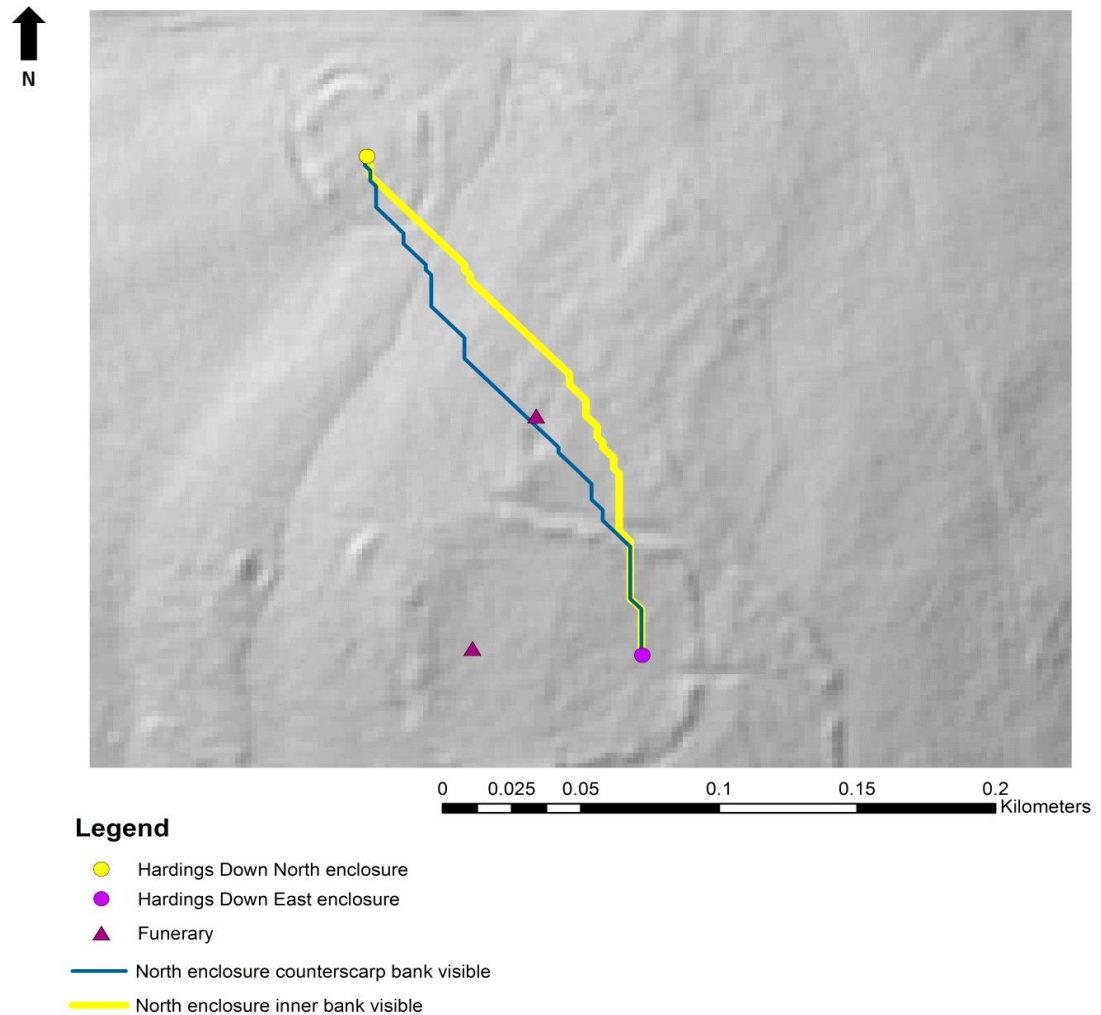 N
0 0.025 0.05 0.1 0.15 0.2
Kilometers
Legend
Hardings Down North enclosure
Hardings Down East enclosure
Funerary
North enclosure counterscarp bank visible
North enclosure inner bank visible